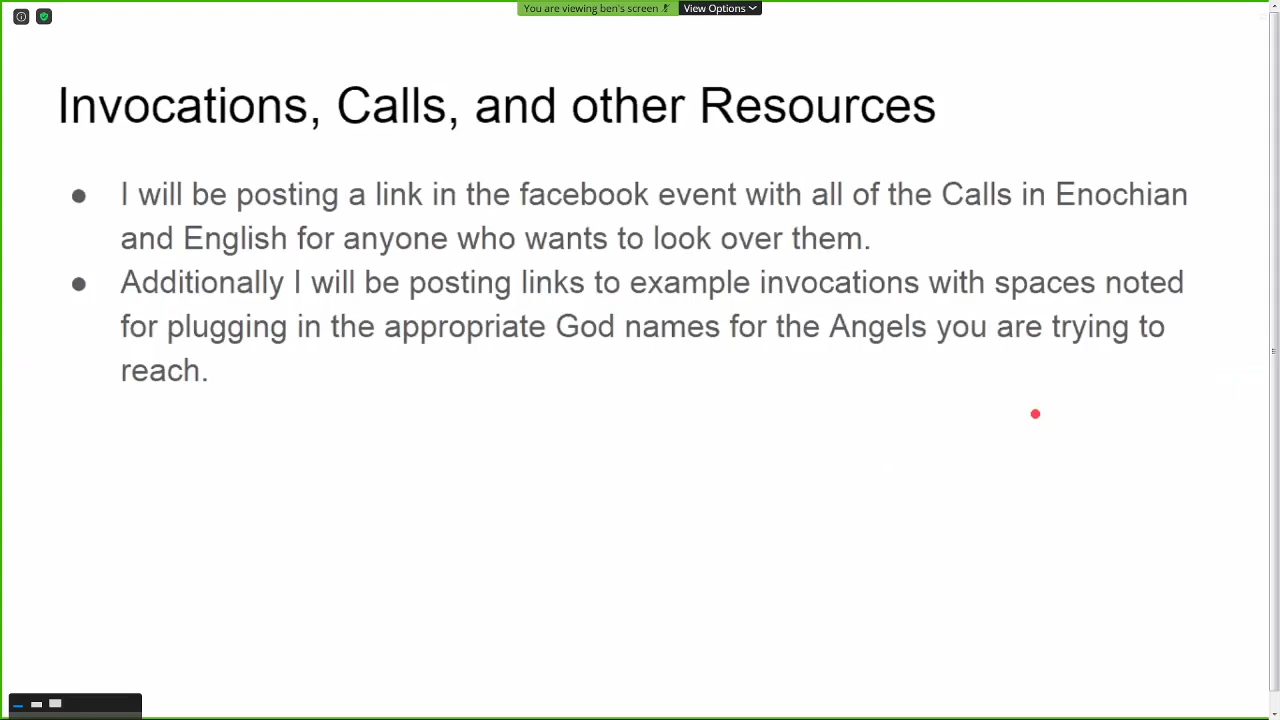 You are viewing ben's screen
View Options
Invocations, Calls, and other Resources
● I will be posting a link in the facebook event with all of the Calls in Enochian
and English for anyone who wants to look over them.
● Additionally I will be posting links to example invocations with spaces noted
for plugging in the appropriate God names for the Angels you are trying to
reach.